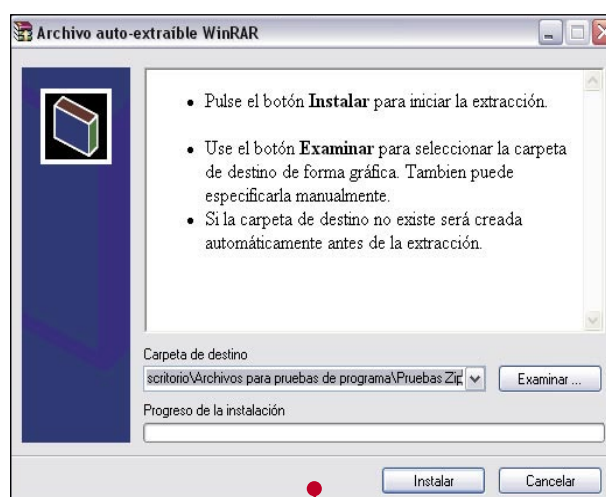 Archivo auto-extraíble WinRAR
• Pulse el botón Instalar para iniciar la extracción.
• Use el botón Examinar para seleccionar la carpeta
de destino de forma gráfica. Tambien puede
especificarla manualmente.
• Si la carpeta de destino no existe será creada
automáticamente antes de la extracción.
Carpeta de destino
scritorio\Archivos para pruebas de programa\Pruebas Zip
Examinar ...
Progreso de la instalación
Instalar
Cancelar